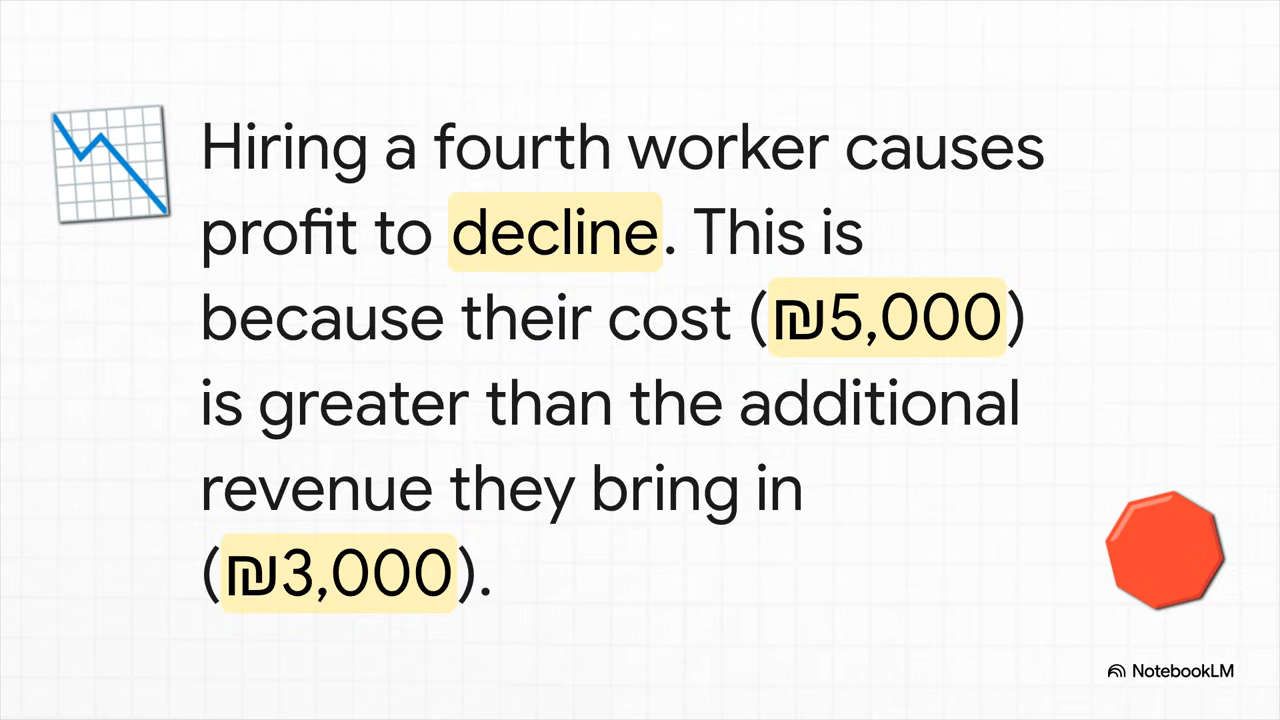 Hiring a fourth worker causes
profit to decline. This is
because their cost (₪5,000)
is greater than the additional
revenue they bring in
(₪3,000).
NotebookLM